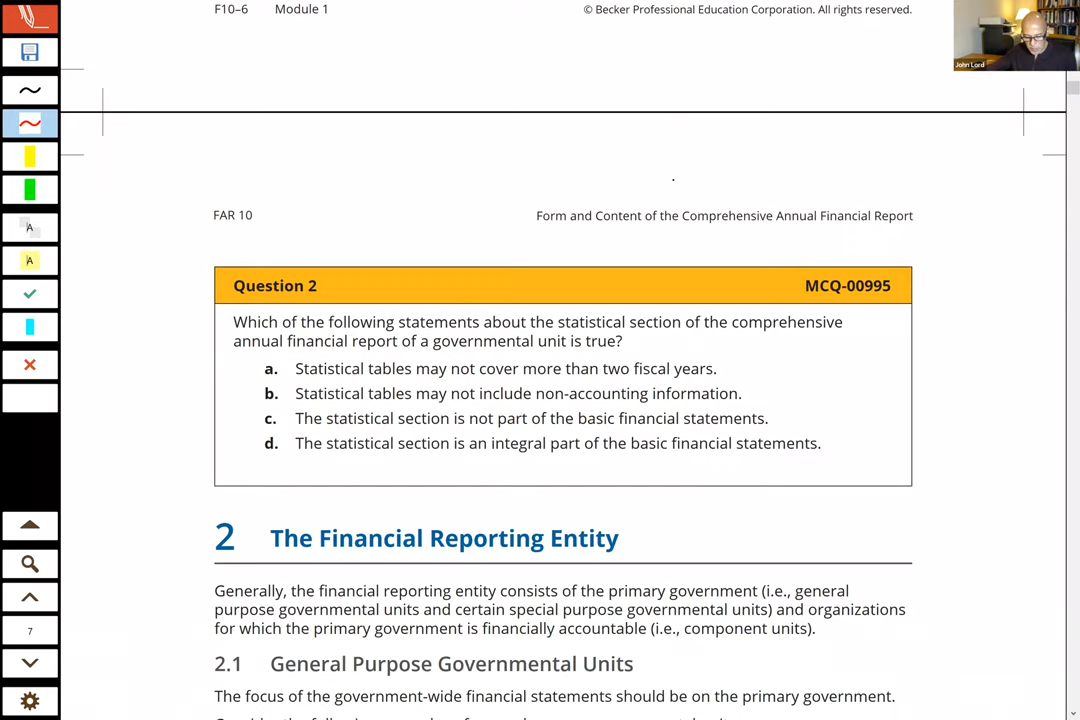 F10–6 Module 1 © Becker Professional Education Corporation. All rights reserved.
John Lord
FAR 10 Form and Content of the Comprehensive Annual Financial Report
Question 2 MCQ-00995
Which of the following statements about the statistical section of the comprehensive
annual financial report of a governmental unit is true?
a. Statistical tables may not cover more than two fiscal years.
b. Statistical tables may not include non-accounting information.
c. The statistical section is not part of the basic financial statements.
d. The statistical section is an integral part of the basic financial statements.
2 The Financial Reporting Entity
Generally, the financial reporting entity consists of the primary government (i.e., general
purpose governmental units and certain special purpose governmental units) and organizations
for which the primary government is financially accountable (i.e., component units).
2.1 General Purpose Governmental Units
The focus of the government-wide financial statements should be on the primary government.
A
A
7